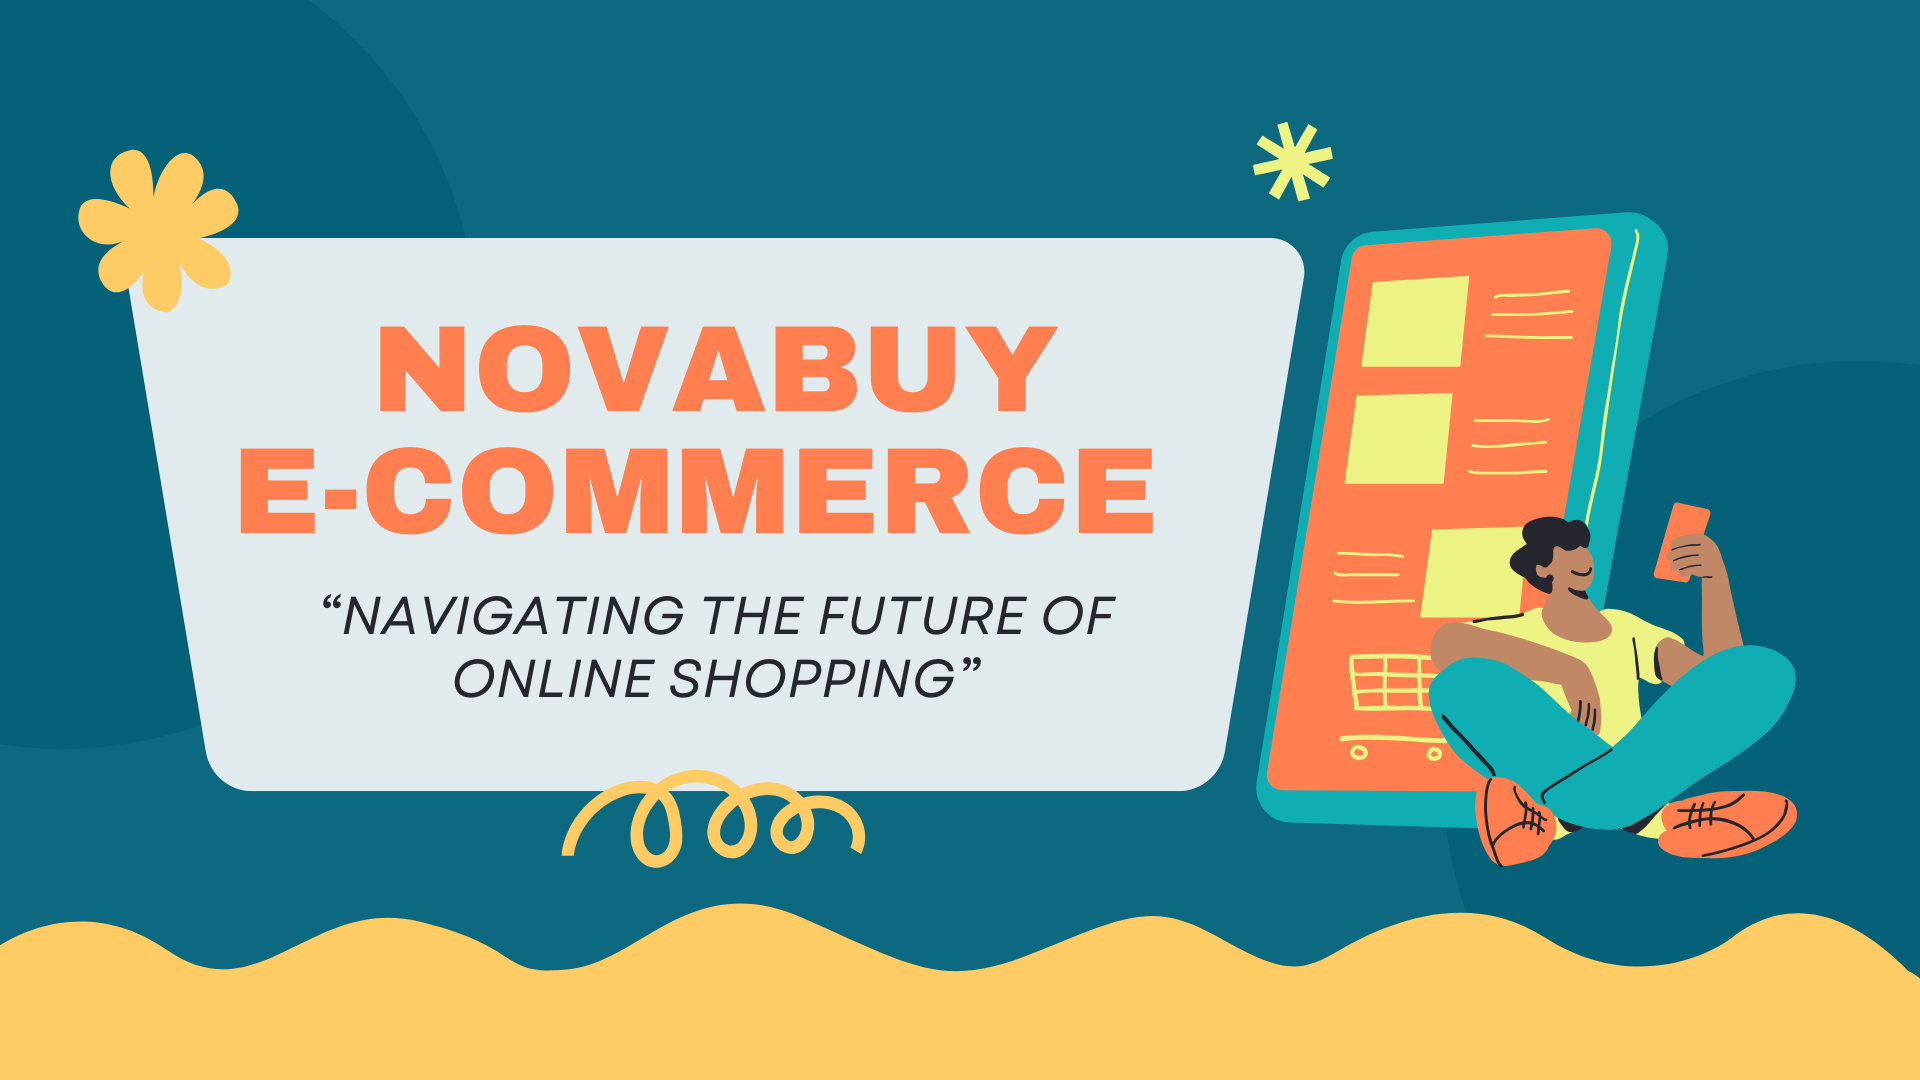 NOVABUY
E-COMMERCE
“NAVIGATING THE FUTURE OF
ONLINE SHOPPING”